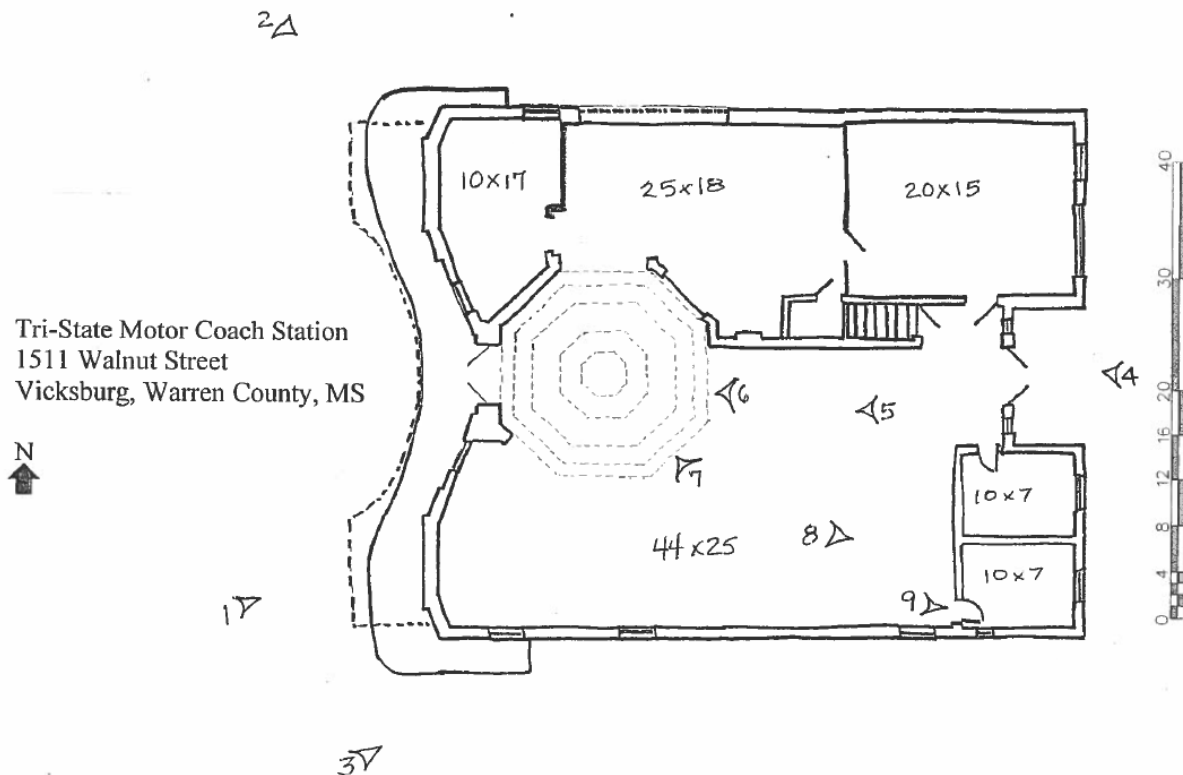 2
10x17
25x18
20x15
Tri-State Motor Coach Station
1511 Walnut Street
Vicksburg, Warren County, MS
N
4
6
5
7
10x7
44x25
8
10x7
9
1
3
40
30
20
16
12
8
4
0